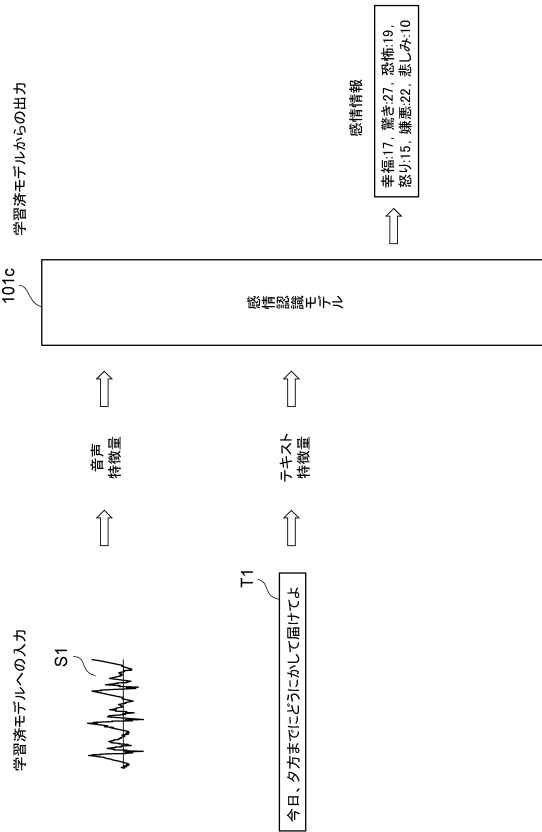 学習済モデルへの入力
学習済モデルからの出力
101c
S1
音声
特徴量
T1
今日、夕方までにどうにかして届けてよ
テキスト
特徴量
感情認識モデル
感情情報
幸福:17, 驚き:27, 恐怖:19,
怒り:15, 嫌悪:22, 悲しみ:10